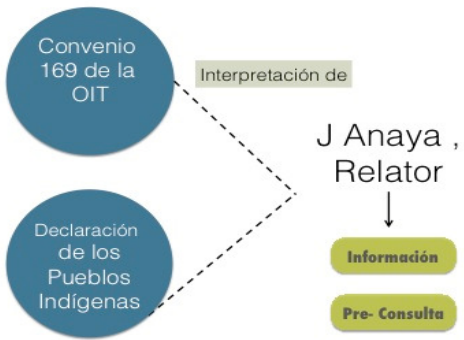 Convenio
169 de la
OIT
Interpretación de
J Anaya ,
Relator
Declaración
de los
Pueblos
Indígenas
Información
Pre- Consulta